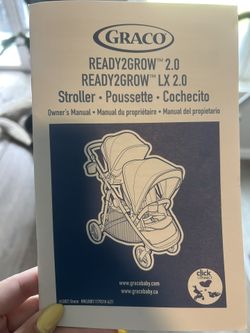 GRACO®
READY2GROW™ 2.0
READY2GROW™ LX 2.0
Stroller • Poussette • Cochecito
Owner's Manual • Manual du propriétaire • Manual del propietario
www.gracobaby.com
www.gracobaby.ca
click
CONNECT